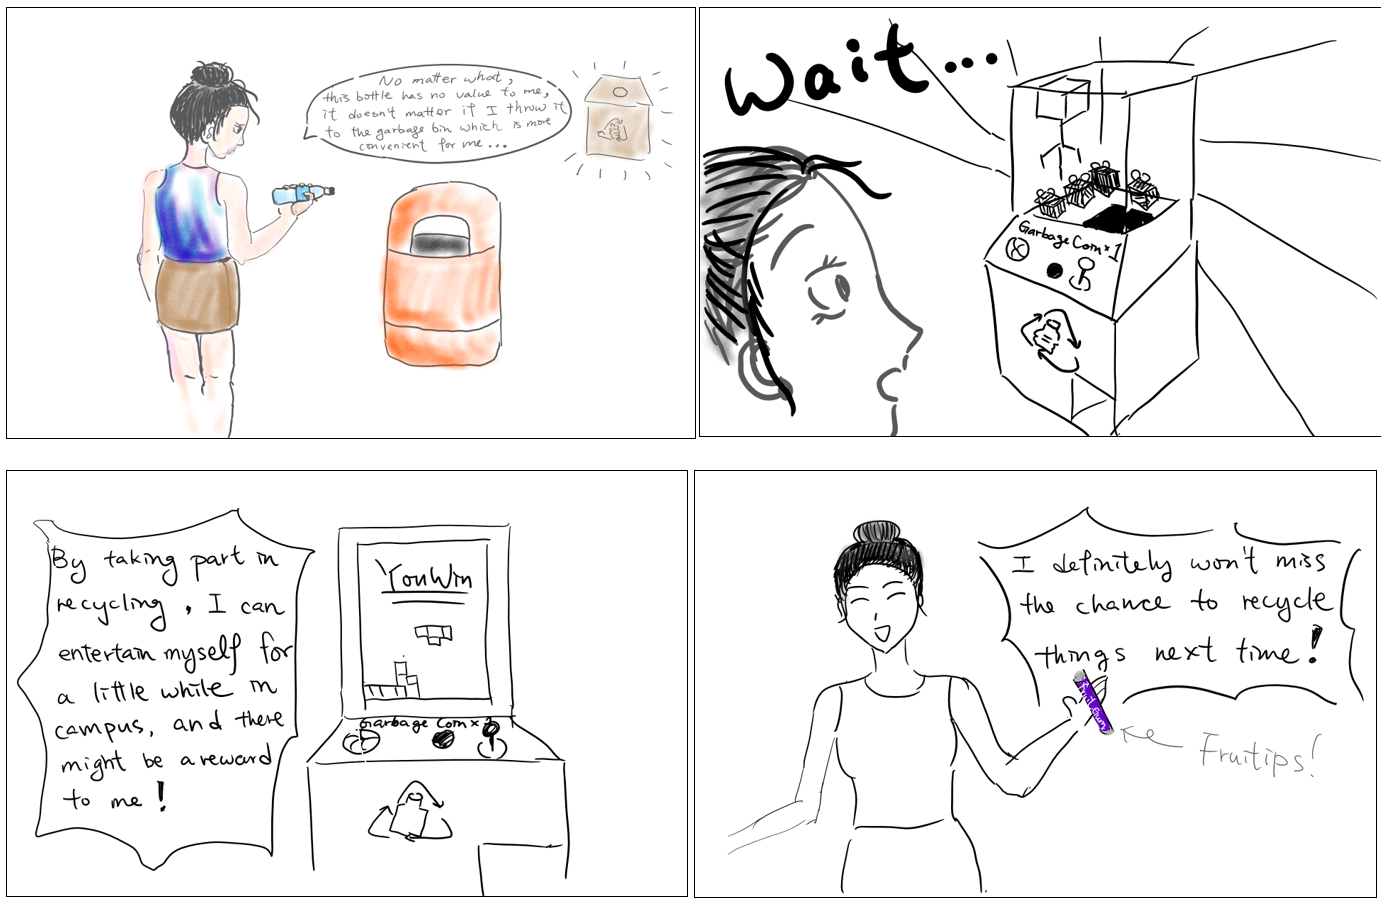 No matter what,
this bottle has no value to me,
it doesn't matter if I throw it
to the garbage bin which is more
convenient for me...
Wait...
Garbage Coin × 1
By taking part in
recycling, I can
entertain myself for
a little while in
campus, and there
might be a reward
to me!
You Win
Garbage Coin × 1
I definitely won't miss
the chance to recycle
things next time!
Fruitips!